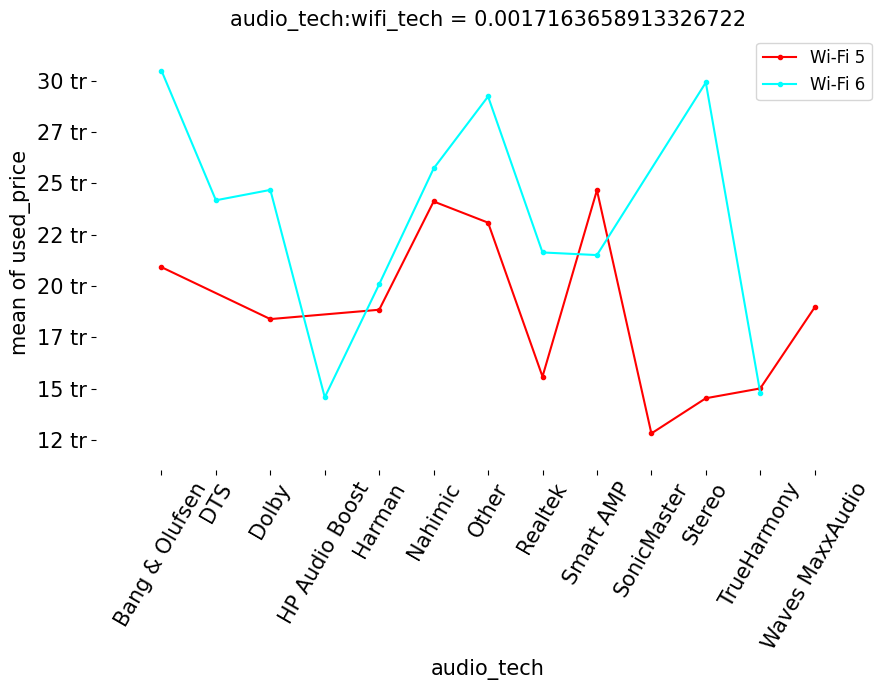 audio_tech:wifi_tech = 0.0017163658913326722
Wi-Fi 5
Wi-Fi 6
30 tr
27 tr
25 tr
22 tr
20 tr
17 tr
15 tr
12 tr
mean of used_price
Bang & Olufsen
DTS
Dolby
HP Audio Boost
Harman
Nahimic
Other
Realtek
Smart AMP
SonicMaster
Stereo
TrueHarmony
Waves MaxxAudio
audio_tech